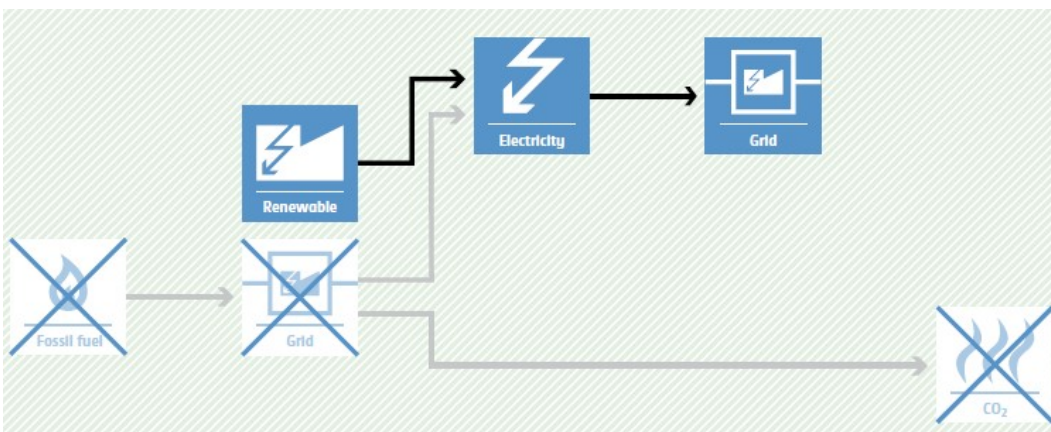 Electricity
Grid
Renewable
Fossil fuel
Grid
CO₂